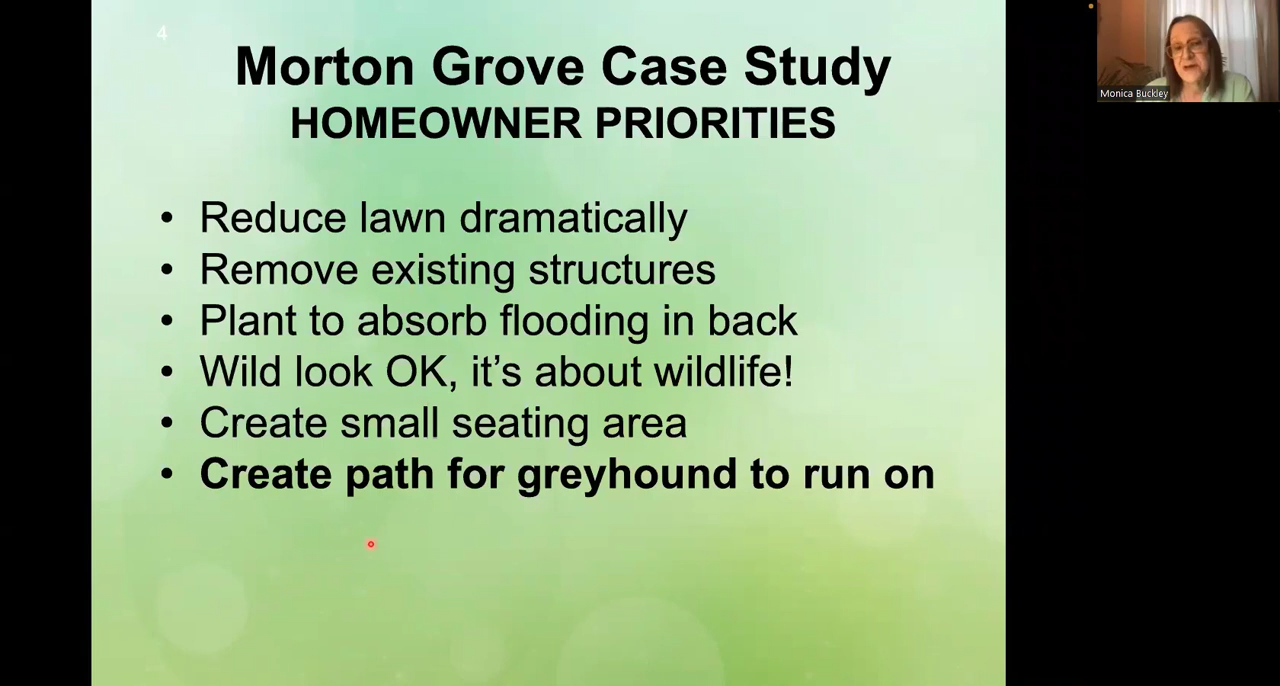 4
Morton Grove Case Study
HOMEOWNER PRIORITIES
• Reduce lawn dramatically
• Remove existing structures
• Plant to absorb flooding in back
• Wild look OK, it’s about wildlife!
• Create small seating area
• Create path for greyhound to run on
Monica Buckley